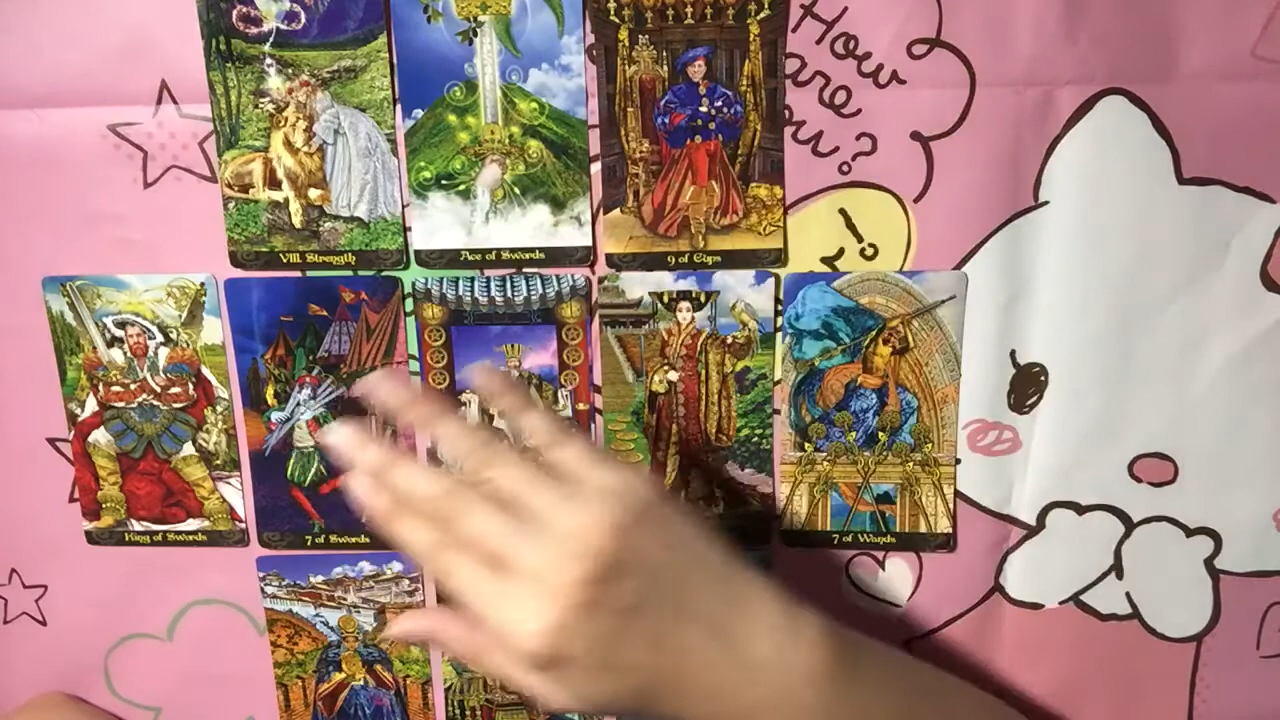 How
are
you?
VIII. Strength
Ace of Swords
9 of Cups
King of Swords
7 of Swords
7 of Wands